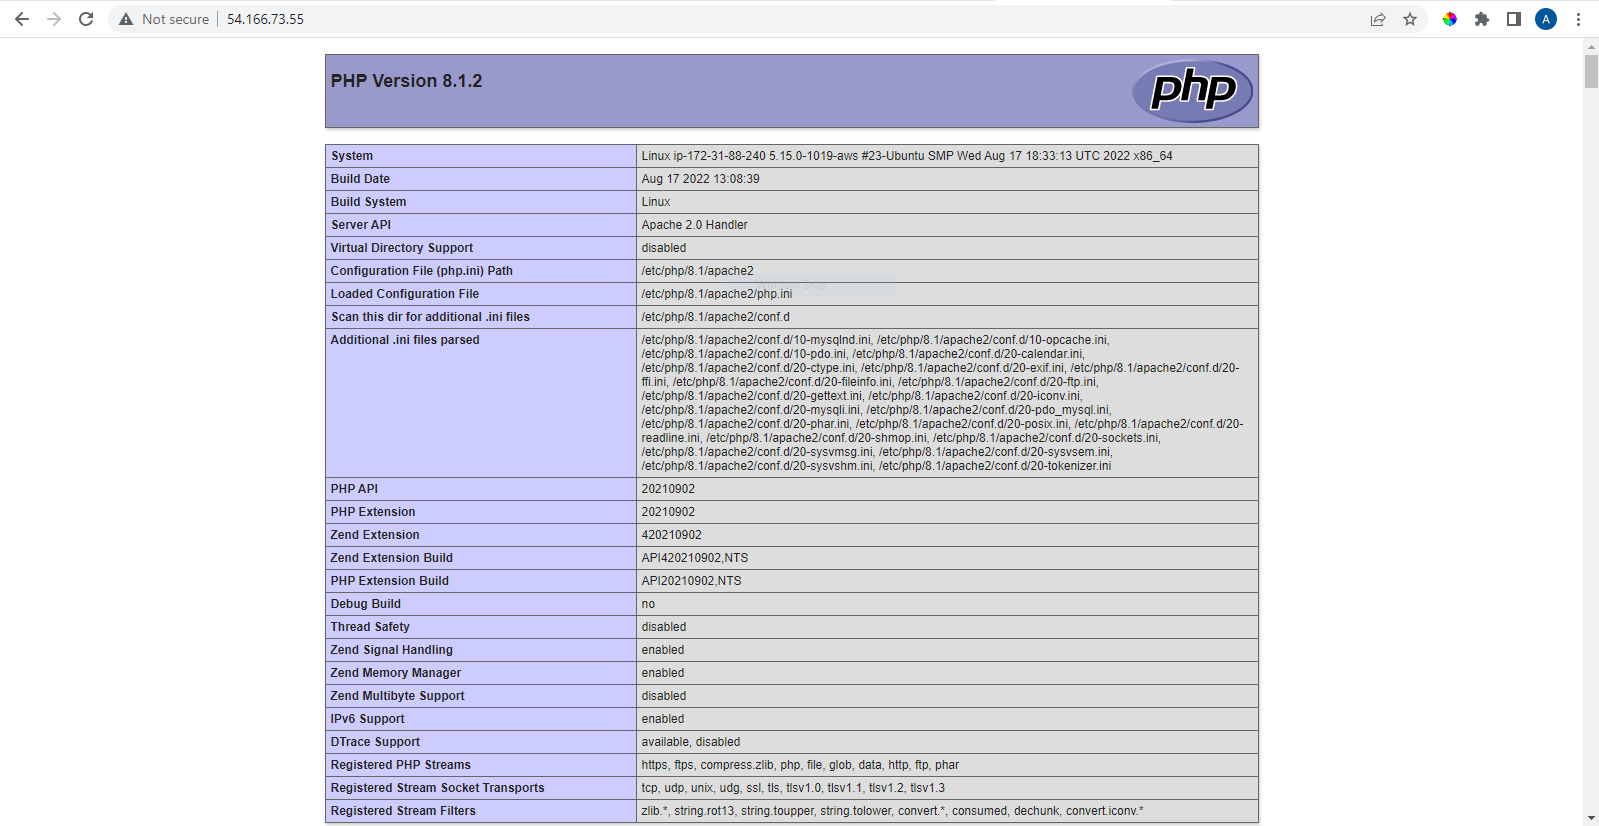 Not secure 54.166.73.55
A
PHP Version 8.1.2
php
System Linux ip-172-31-88-240 5.15.0-1019-aws #23-Ubuntu SMP Wed Aug 17 18:33:13 UTC 2022 x86_64
Build Date Aug 17 2022 13:08:39
Build System Linux
Server API Apache 2.0 Handler
Virtual Directory Support disabled
Configuration File (php.ini) Path /etc/php/8.1/apache2
Loaded Configuration File /etc/php/8.1/apache2/php.ini
Scan this dir for additional .ini files /etc/php/8.1/apache2/conf.d
Additional .ini files parsed /etc/php/8.1/apache2/conf.d/10-mysqlnd.ini, /etc/php/8.1/apache2/conf.d/10-opcache.ini,
/etc/php/8.1/apache2/conf.d/10-pdo.ini, /etc/php/8.1/apache2/conf.d/20-calendar.ini,
/etc/php/8.1/apache2/conf.d/20-ctype.ini, /etc/php/8.1/apache2/conf.d/20-exif.ini, /etc/php/8.1/apache2/conf.d/20-
ffi.ini, /etc/php/8.1/apache2/conf.d/20-fileinfo.ini, /etc/php/8.1/apache2/conf.d/20-ftp.ini,
/etc/php/8.1/apache2/conf.d/20-gettext.ini, /etc/php/8.1/apache2/conf.d/20-iconv.ini,
/etc/php/8.1/apache2/conf.d/20-mysqli.ini, /etc/php/8.1/apache2/conf.d/20-pdo_mysql.ini,
/etc/php/8.1/apache2/conf.d/20-phar.ini, /etc/php/8.1/apache2/conf.d/20-posix.ini, /etc/php/8.1/apache2/conf.d/20-
readline.ini, /etc/php/8.1/apache2/conf.d/20-shmop.ini, /etc/php/8.1/apache2/conf.d/20-sockets.ini,
/etc/php/8.1/apache2/conf.d/20-sysvmsg.ini, /etc/php/8.1/apache2/conf.d/20-sysvsem.ini,
/etc/php/8.1/apache2/conf.d/20-sysvshm.ini, /etc/php/8.1/apache2/conf.d/20-tokenizer.ini
PHP API 20210902
PHP Extension 20210902
Zend Extension 420210902
Zend Extension Build API420210902,NTS
PHP Extension Build API20210902,NTS
Debug Build no
Thread Safety disabled
Zend Signal Handling enabled
Zend Memory Manager enabled
Zend Multibyte Support disabled
IPv6 Support enabled
DTrace Support available, disabled
Registered PHP Streams https, ftps, compress.zlib, php, file, glob, data, http, ftp, phar
Registered Stream Socket Transports tcp, udp, unix, udg, ssl, tls, tlsv1.0, tlsv1.1, tlsv1.2, tlsv1.3
Registered Stream Filters zlib.*, string.rot13, string.toupper, string.tolower, convert.*, consumed, dechunk, convert.iconv.*